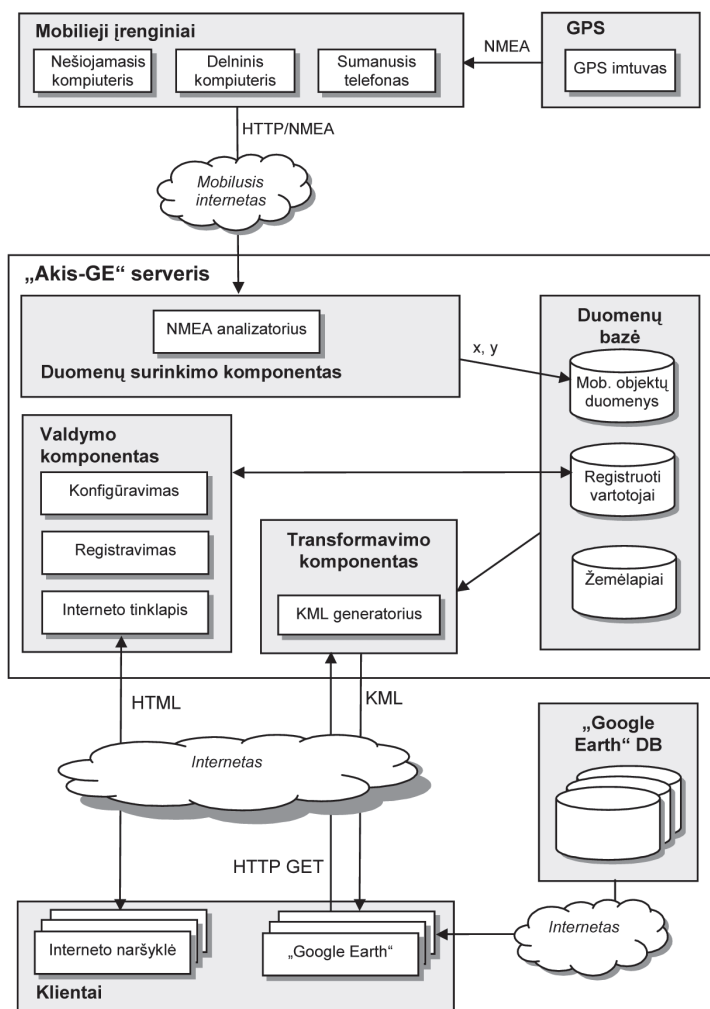 Mobilieji įrenginiai
Nešiojamasis
kompiuteris
Delninis
kompiuteris
Sumanusis
telefonas
NMEA
GPS
GPS imtuvas
HTTP/NMEA
Mobilusis
internetas
„Akis-GE“ serveris
NMEA analizatorius
Duomenų surinkimo komponentas
x, y
Duomenų
bazė
Mob. objektų
duomenys
Registruoti
vartotojai
Žemėlapiai
Valdymo
komponentas
Konfigūravimas
Registravimas
Interneto tinklapis
Transformavimo
komponentas
KML generatorius
HTML
KML
Internetas
„Google
Earth“ DB
HTTP GET
Internetas
Interneto naršyklė
„Google Earth“
Klientai